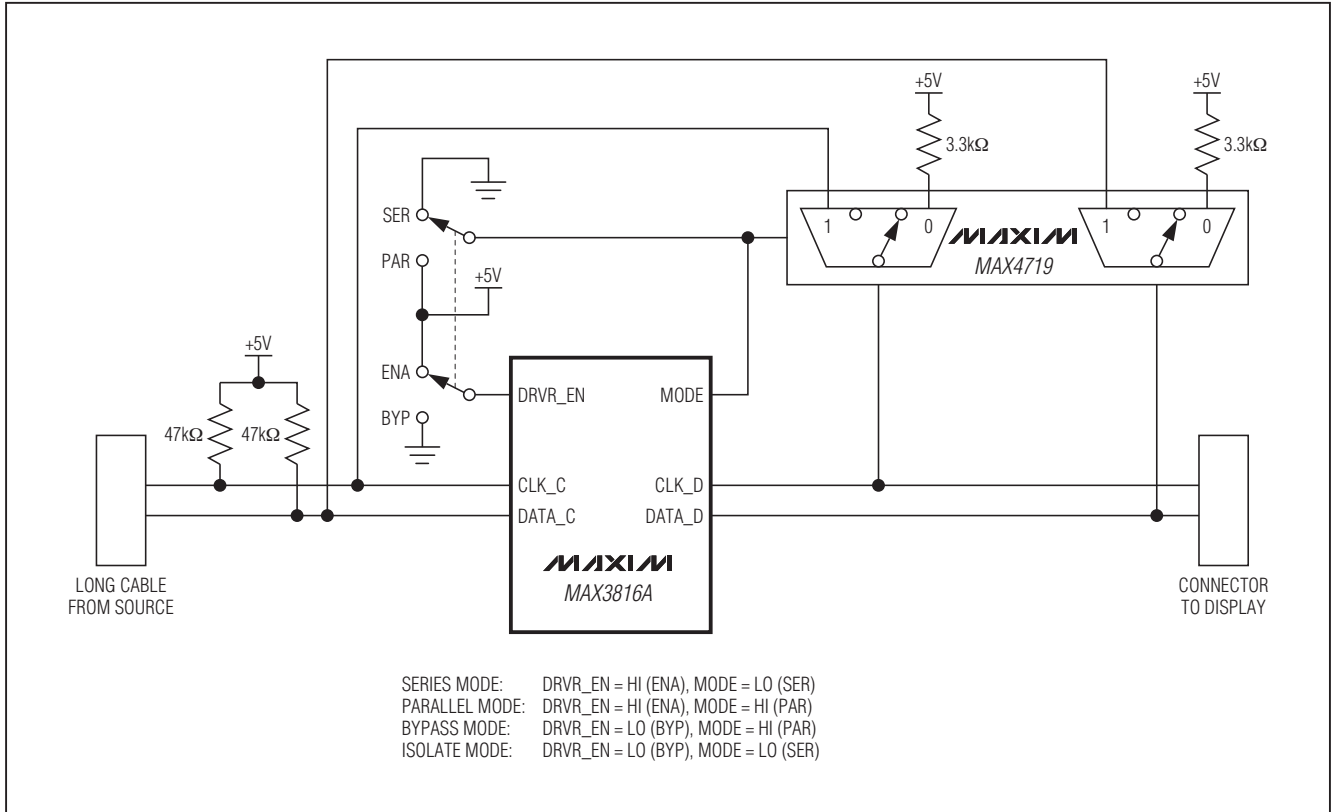 +5V
+5V
3.3kΩ
3.3kΩ
SER
1
0
1
0
MAXIM
MAX4719
PAR
+5V
+5V
ENA
DRVR_EN
MODE
BYP
47kΩ
47kΩ
CLK_C
CLK_D
DATA_C
DATA_D
MAXIM
MAX3816A
LONG CABLE
FROM SOURCE
CONNECTOR
TO DISPLAY
SERIES MODE: DRVR_EN = HI (ENA), MODE = LO (SER)
PARALLEL MODE: DRVR_EN = HI (ENA), MODE = HI (PAR)
BYPASS MODE: DRVR_EN = LO (BYP), MODE = HI (PAR)
ISOLATE MODE: DRVR_EN = LO (BYP), MODE = LO (SER)